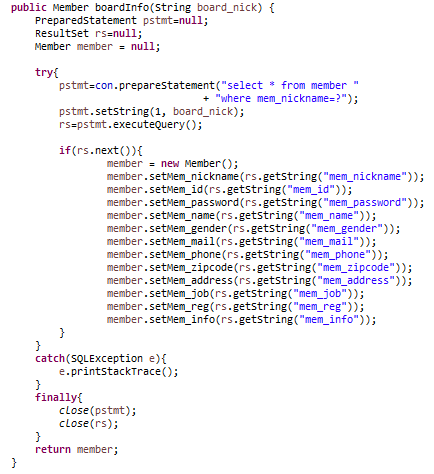 public Member boardInfo(String board_nick) {
    PreparedStatement pstmt=null;
    ResultSet rs=null;
    Member member = null;

    try{
        pstmt=con.prepareStatement("select * from member "
                                + "where mem_nickname=?");
        pstmt.setString(1, board_nick);
        rs=pstmt.executeQuery();

        if(rs.next()){
                member = new Member();
                member.setMem_nickname(rs.getString("mem_nickname"));
                member.setMem_id(rs.getString("mem_id"));
                member.setMem_password(rs.getString("mem_password"));
                member.setMem_name(rs.getString("mem_name"));
                member.setMem_gender(rs.getString("mem_gender"));
                member.setMem_mail(rs.getString("mem_mail"));
                member.setMem_phone(rs.getString("mem_phone"));
                member.setMem_zipcode(rs.getString("mem_zipcode"));
                member.setMem_address(rs.getString("mem_address"));
                member.setMem_job(rs.getString("mem_job"));
                member.setMem_reg(rs.getString("mem_reg"));
                member.setMem_info(rs.getString("mem_info"));
        }
    }
    catch(SQLException e){
        e.printStackTrace();
    }
    finally{
        close(pstmt);
        close(rs);
    }
    return member;
}